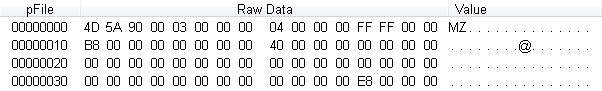 pFile Raw Data Value
00000000 4D 5A 90 00 03 00 00 00 04 00 00 00 FF FF 00 00 MZ..............
00000010 B8 00 00 00 00 00 00 00 40 00 00 00 00 00 00 00 ........@.......
00000020 00 00 00 00 00 00 00 00 00 00 00 00 00 00 00 00 ................
00000030 00 00 00 00 00 00 00 00 00 00 00 00 E8 00 00 00 ................